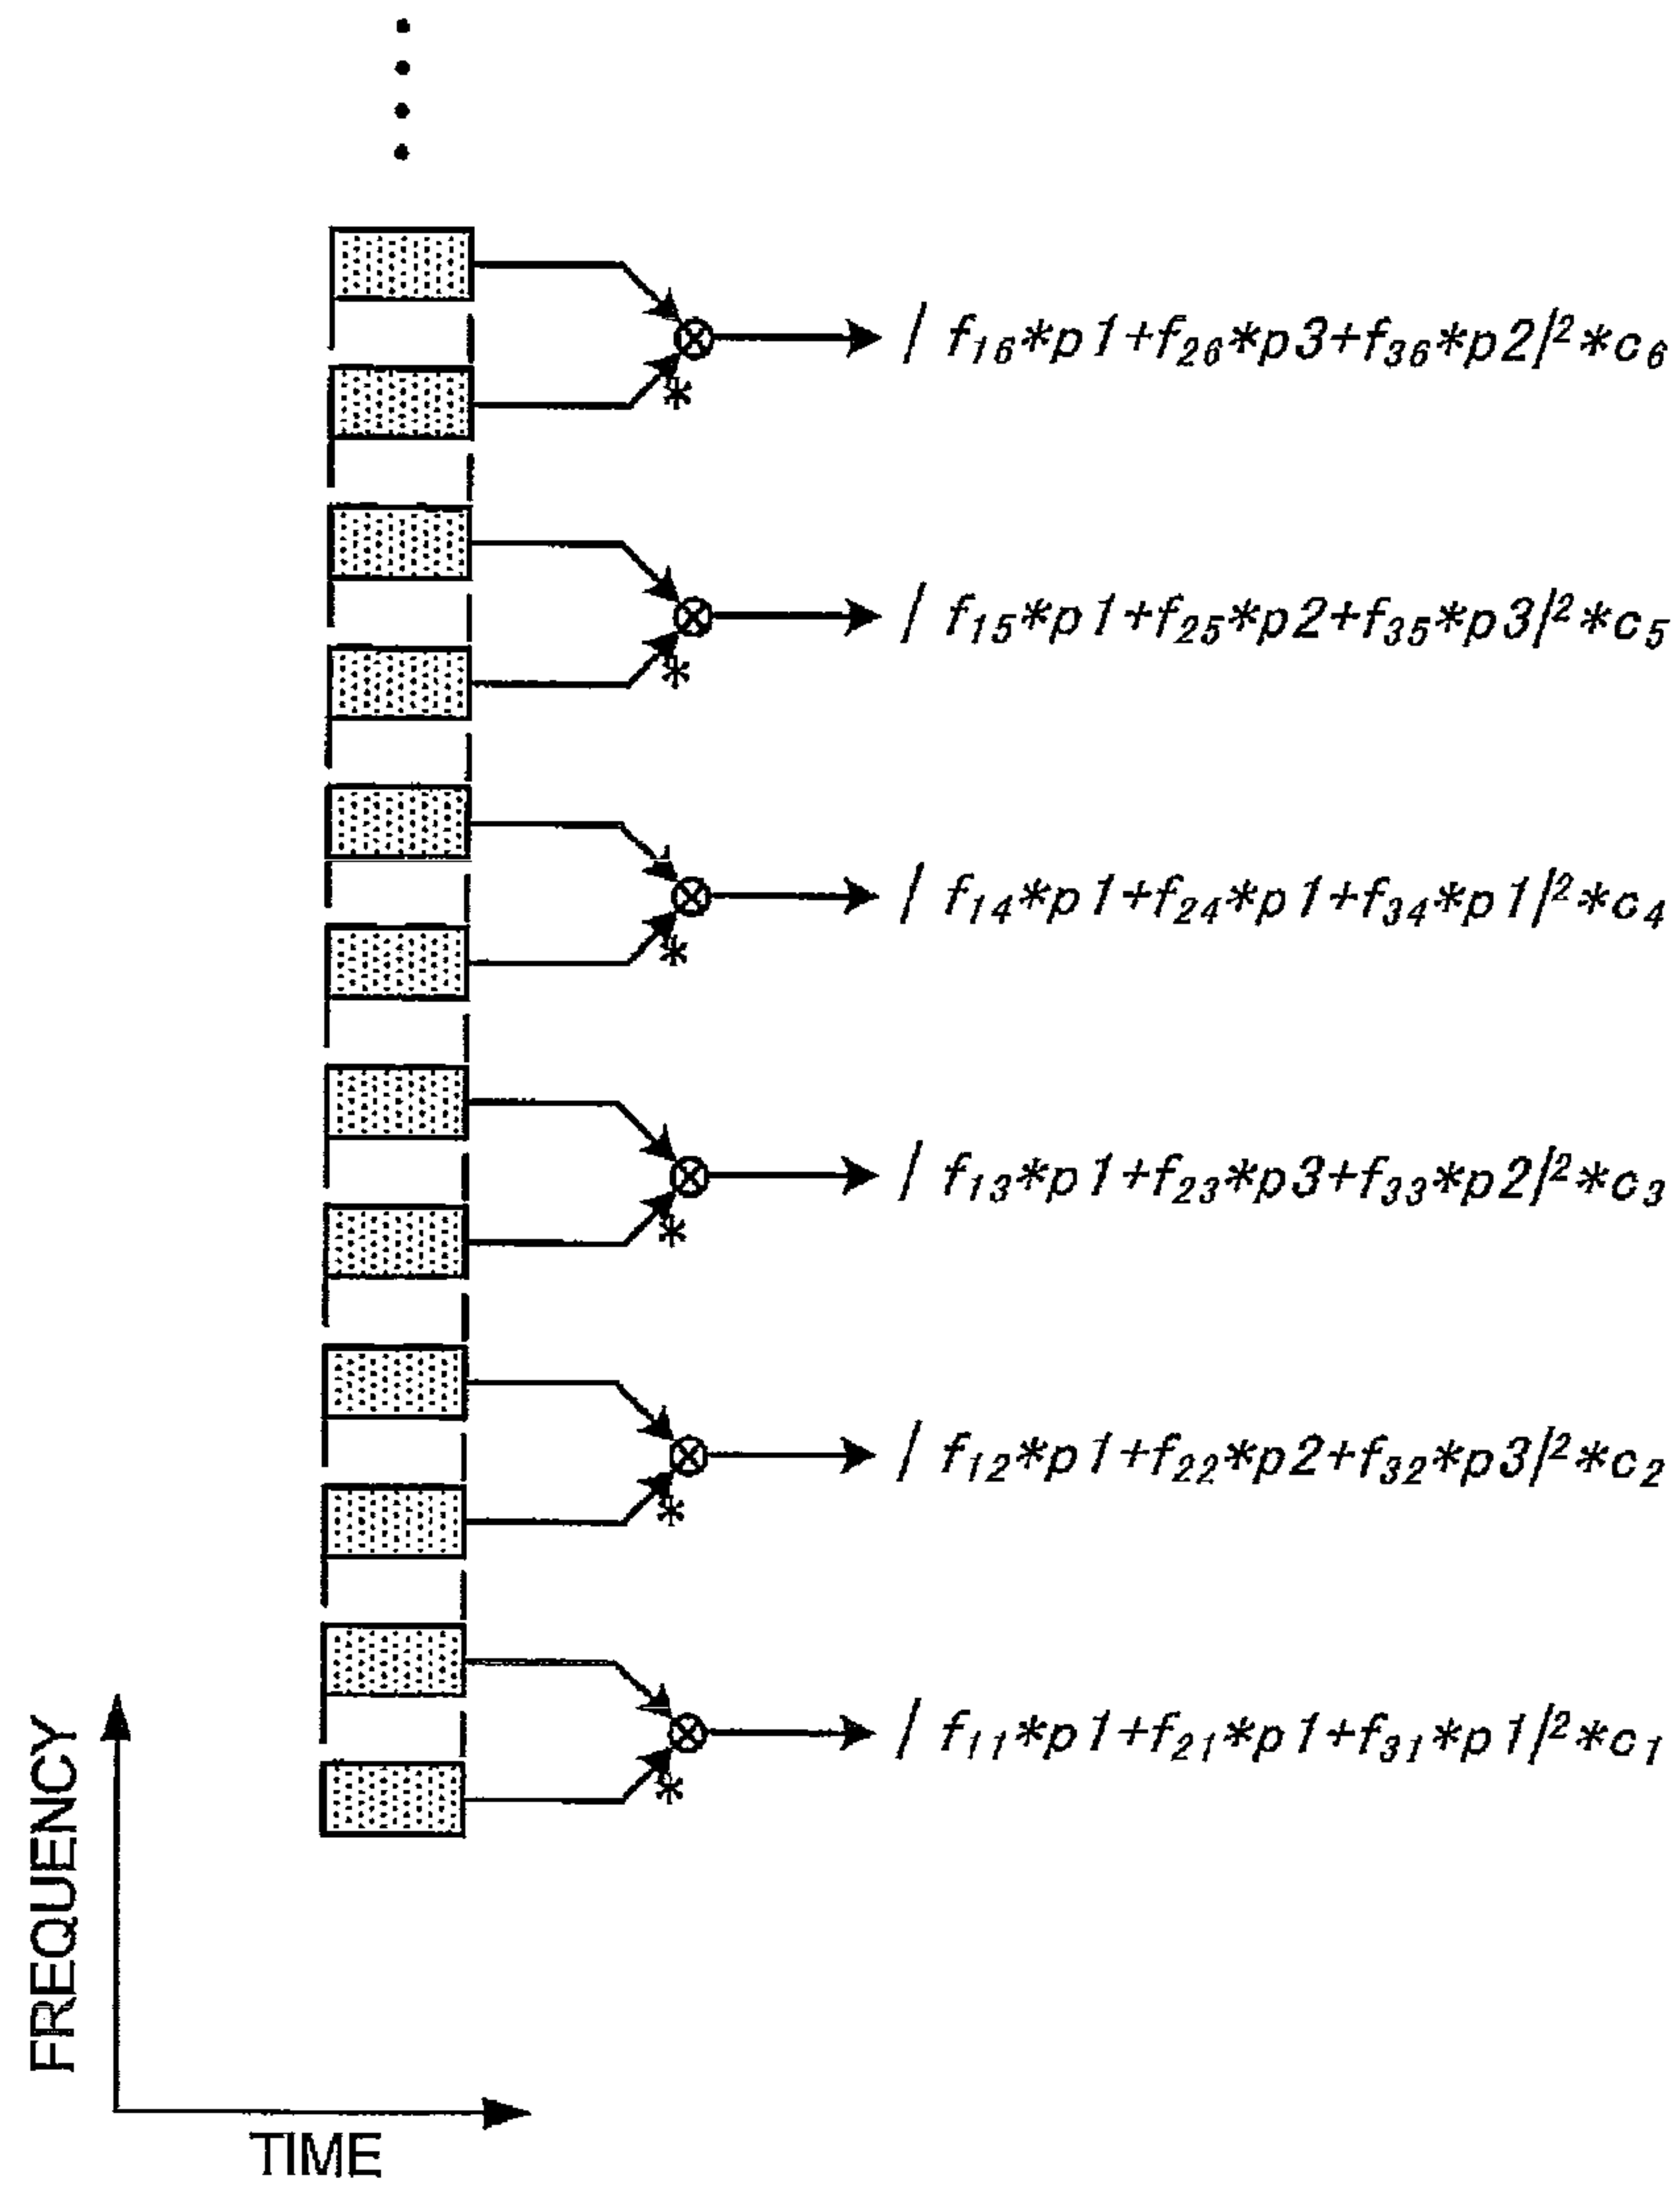 | f₁₆*p1+f₂₆*p3+f₃₆*p2|²*c₆
*
| f₁₅*p1+f₂₅*p2+f₃₅*p3|²*c₅
*
| f₁₄*p1+f₂₄*p1+f₃₄*p1|²*c₄
*
| f₁₃*p1+f₂₃*p3+f₃₃*p2|²*c₃
*
| f₁₂*p1+f₂₂*p2+f₃₂*p3|²*c₂
*
| f₁₁*p1+f₂₁*p1+f₃₁*p1|²*c₁
*
FREQUENCY
TIME